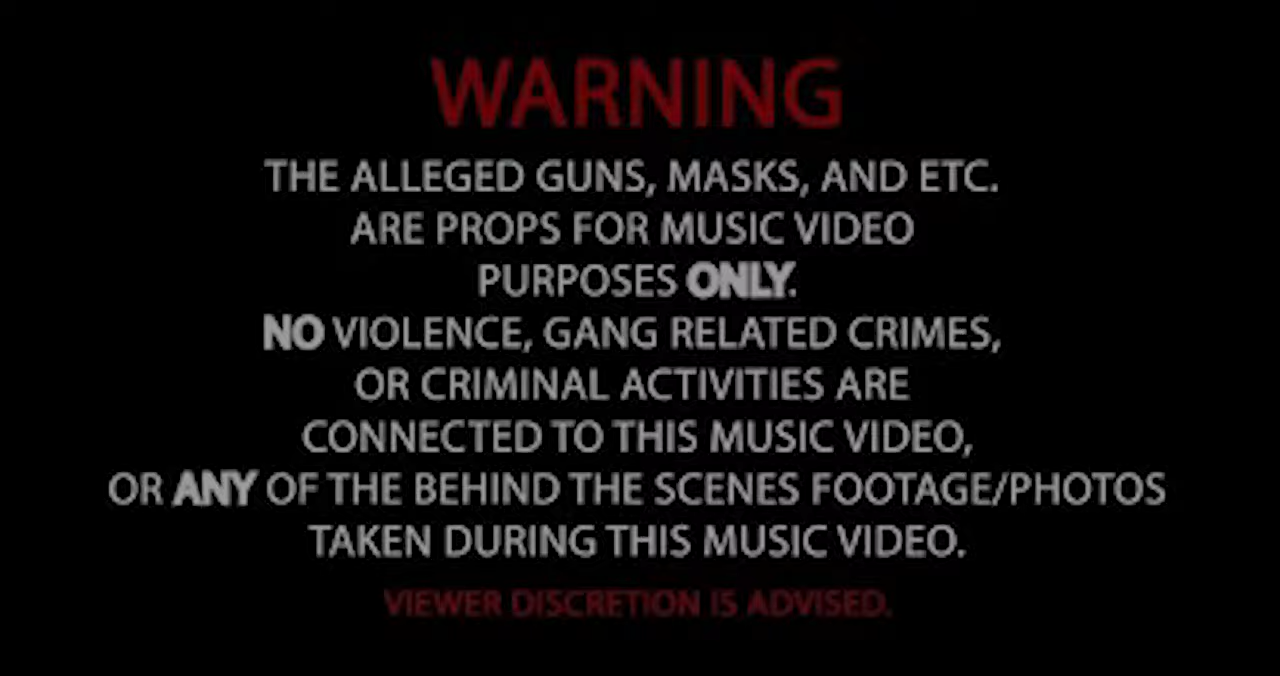 WARNING
THE ALLEGED GUNS, MASKS, AND ETC.
ARE PROPS FOR MUSIC VIDEO
PURPOSES ONLY.
NO VIOLENCE, GANG RELATED CRIMES,
OR CRIMINAL ACTIVITIES ARE
CONNECTED TO THIS MUSIC VIDEO,
OR ANY OF THE BEHIND THE SCENES FOOTAGE/PHOTOS
TAKEN DURING THIS MUSIC VIDEO.
VIEWER DISCRETION IS ADVISED.